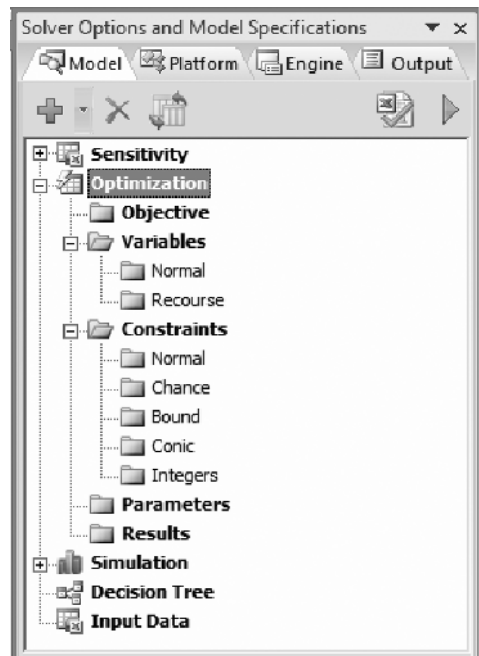 Solver Options and Model Specifications
Model Platform Engine Output
Sensitivity
Optimization
Objective
Variables
Normal
Recourse
Constraints
Normal
Chance
Bound
Conic
Integers
Parameters
Results
Simulation
Decision Tree
Input Data